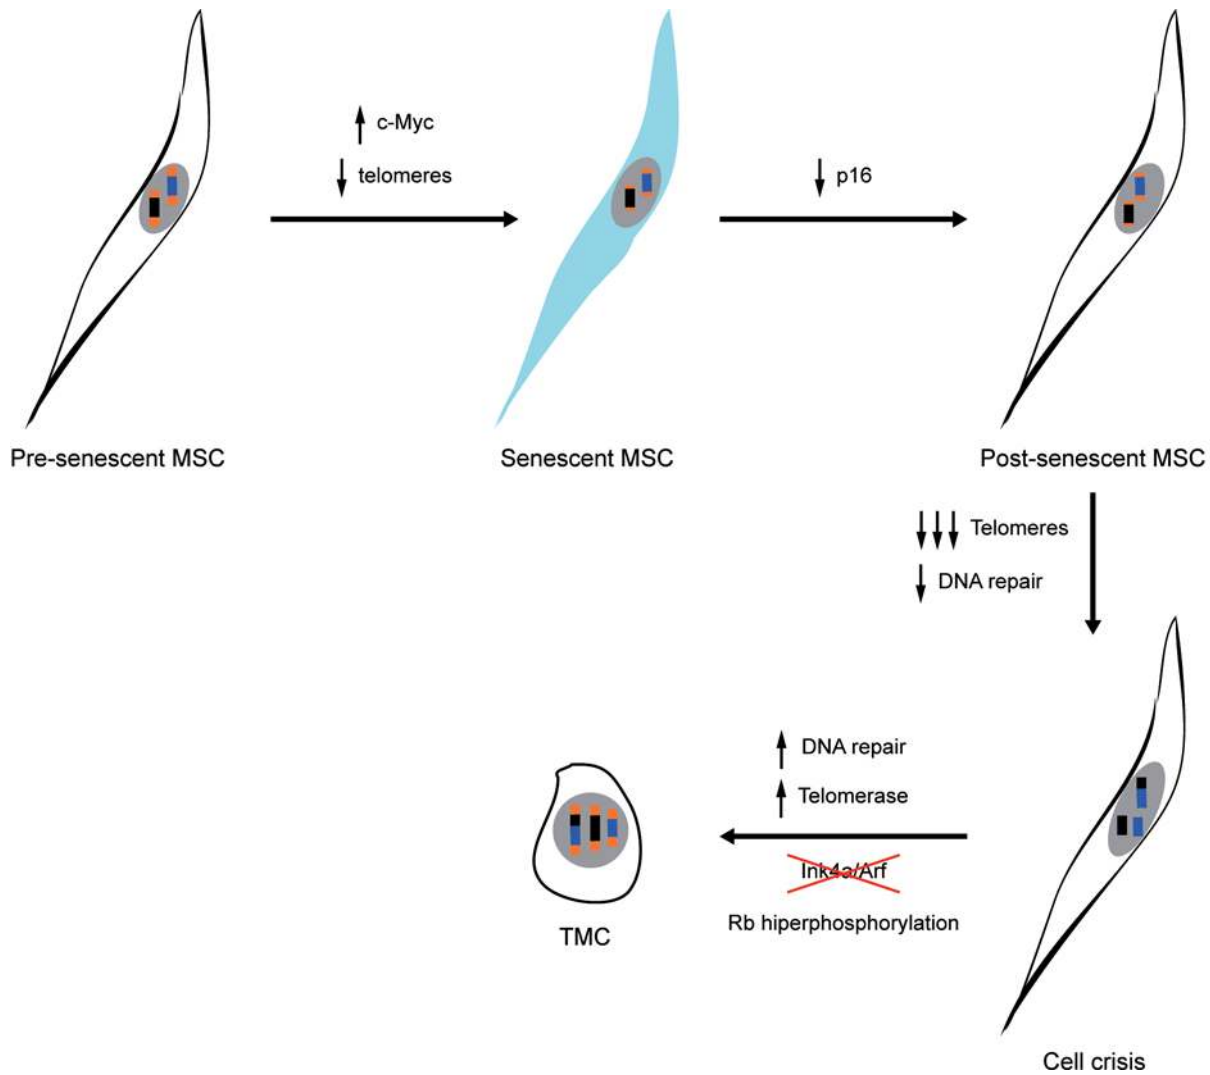 c-Myc
telomeres
p16
Pre-senescent MSC
Senescent MSC
Post-senescent MSC
Telomeres
DNA repair
DNA repair
Telomerase
Ink4a/Arf
Rb hiperphosphorylation
TMC
Cell crisis